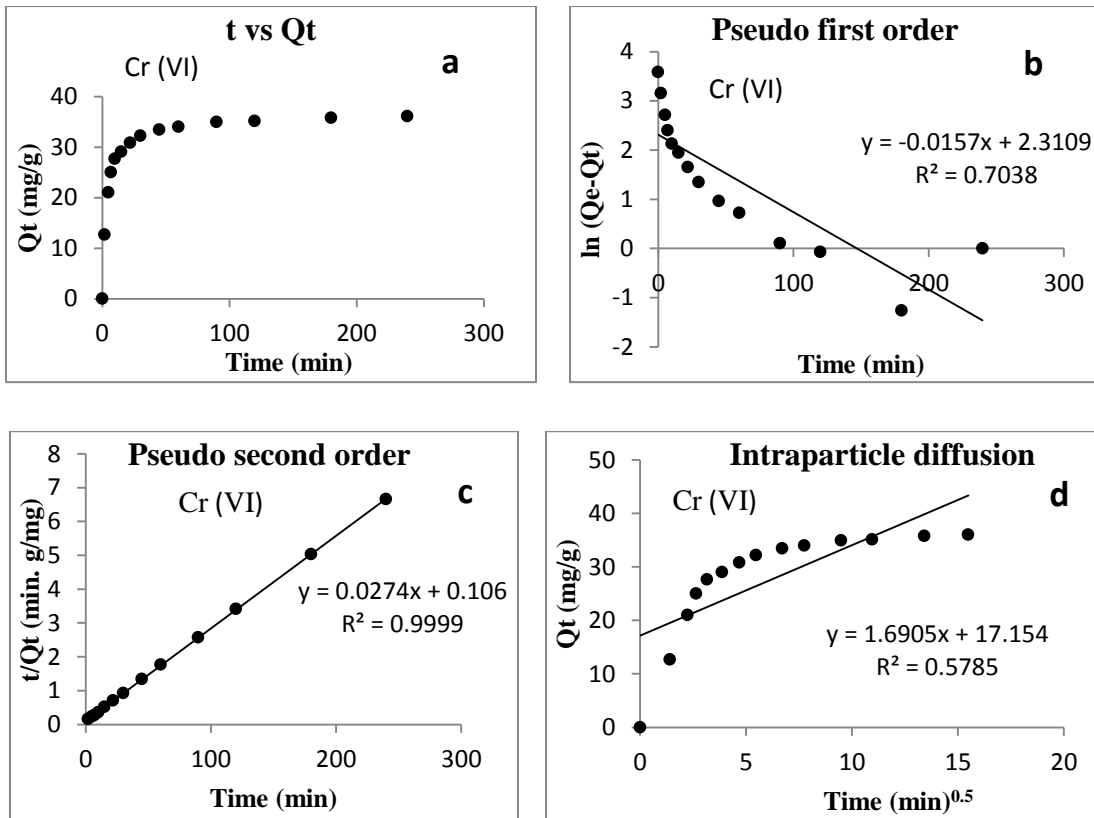 t vs Qt
a
Cr (VI)
40
30
20
10
0
0 100 200 300
Qt (mg/g)
Time (min)
Pseudo first order
b
Cr (VI)
y = -0.0157x + 2.3109
R² = 0.7038
4
3
2
1
0
-1
-2
0 100 200 300
ln (Qe-Qt)
Time (min)
Pseudo second order
c
Cr (VI)
y = 0.0274x + 0.106
R² = 0.9999
8
7
6
5
4
3
2
1
0
0 100 200 300
t/Qt (min. g/mg)
Time (min)
Intraparticle diffusion
d
Cr (VI)
y = 1.6905x + 17.154
R² = 0.5785
50
40
30
20
10
0
0 5 10 15 20
Qt (mg/g)
Time (min)⁰·⁵